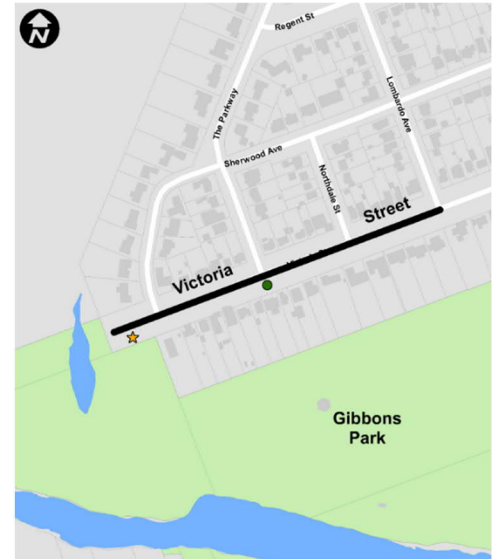 N
Regent St
The Parkway
Lombardo Ave
Sherwood Ave
Northdale St
Street
Victoria
Gibbons
Park